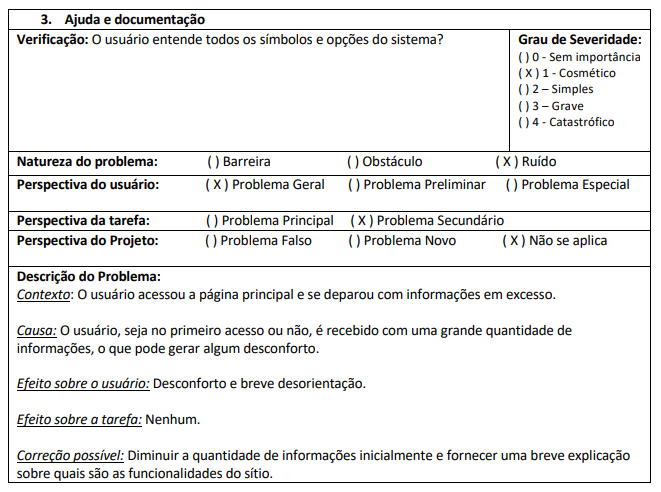 3. Ajuda e documentação
Verificação: O usuário entende todos os símbolos e opções do sistema?
Grau de Severidade:
( ) 0 - Sem importância
( X ) 1 - Cosmético
( ) 2 – Simples
( ) 3 – Grave
( ) 4 - Catastrófico
Natureza do problema: ( ) Barreira ( ) Obstáculo ( X ) Ruído
Perspectiva do usuário: ( X ) Problema Geral ( ) Problema Preliminar ( ) Problema Especial
Perspectiva da tarefa: ( ) Problema Principal ( X ) Problema Secundário
Perspectiva do Projeto: ( ) Problema Falso ( ) Problema Novo ( X ) Não se aplica
Descrição do Problema:
Contexto: O usuário acessou a página principal e se deparou com informações em excesso.
Causa: O usuário, seja no primeiro acesso ou não, é recebido com uma grande quantidade de
informações, o que pode gerar algum desconforto.
Efeito sobre o usuário: Desconforto e breve desorientação.
Efeito sobre a tarefa: Nenhum.
Correção possível: Diminuir a quantidade de informações inicialmente e fornecer uma breve explicação
sobre quais são as funcionalidades do sítio.